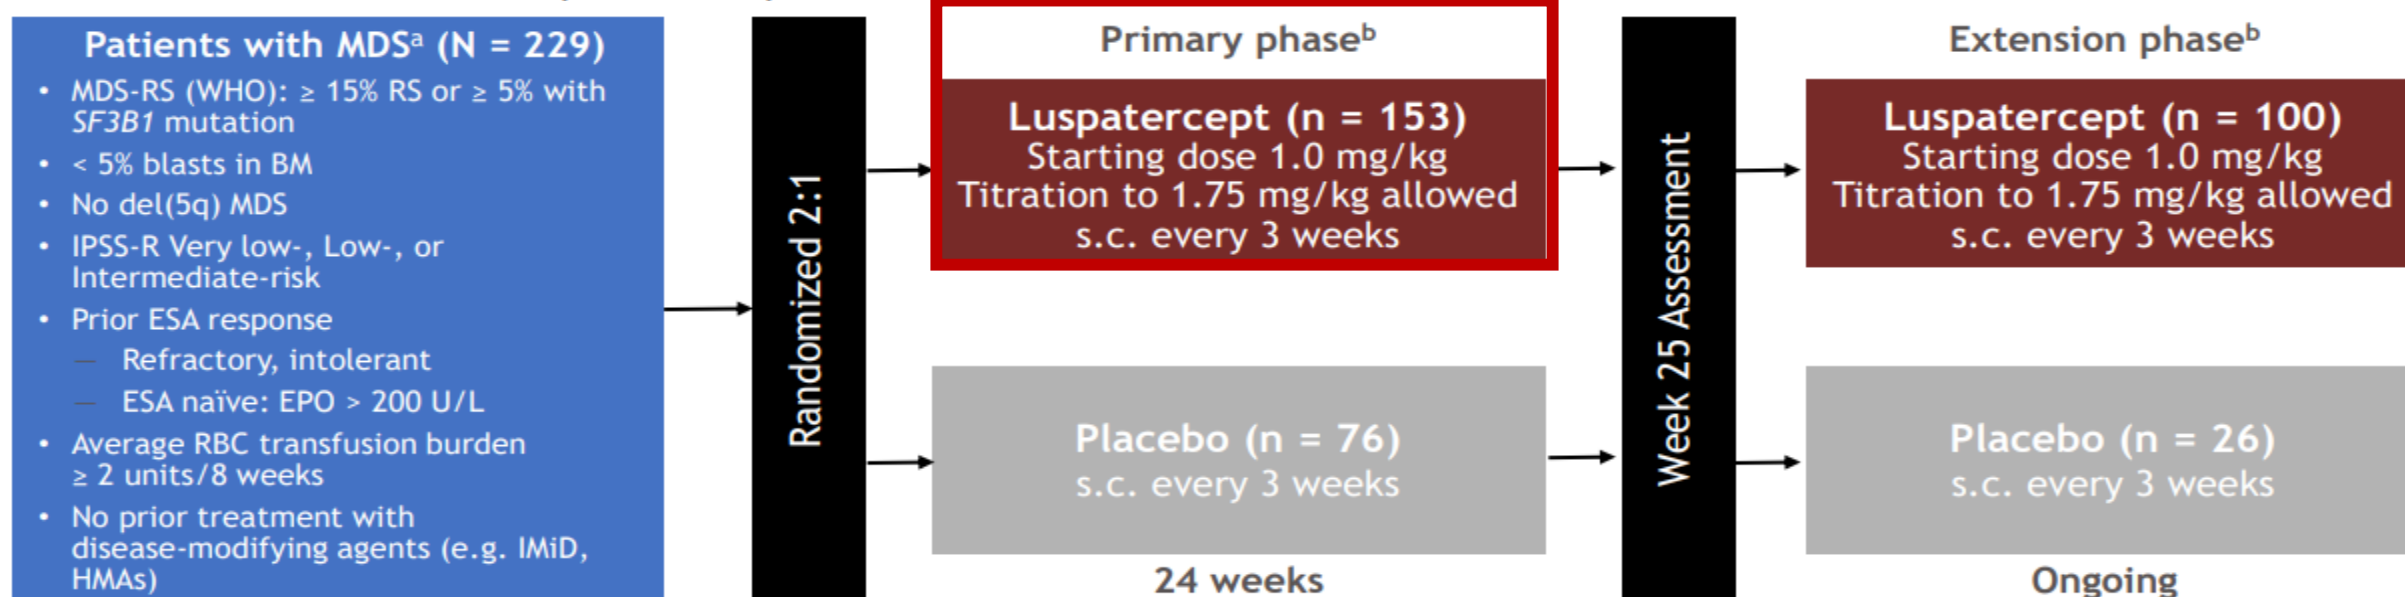 Patients with MDSᵃ (N = 229)
• MDS-RS (WHO): ≥ 15% RS or ≥ 5% with
SF3B1 mutation
• < 5% blasts in BM
• No del(5q) MDS
• IPSS-R Very low-, Low-, or
Intermediate-risk
• Prior ESA response
— Refractory, intolerant
— ESA naïve: EPO > 200 U/L
• Average RBC transfusion burden
≥ 2 units/8 weeks
• No prior treatment with
disease-modifying agents (e.g. IMiD,
HMAs)
Randomized 2:1
Primary phaseᵇ
Luspatercept (n = 153)
Starting dose 1.0 mg/kg
Titration to 1.75 mg/kg allowed
s.c. every 3 weeks
Placebo (n = 76)
s.c. every 3 weeks
24 weeks
Week 25 Assessment
Extension phaseᵇ
Luspatercept (n = 100)
Starting dose 1.0 mg/kg
Titration to 1.75 mg/kg allowed
s.c. every 3 weeks
Placebo (n = 26)
s.c. every 3 weeks
Ongoing